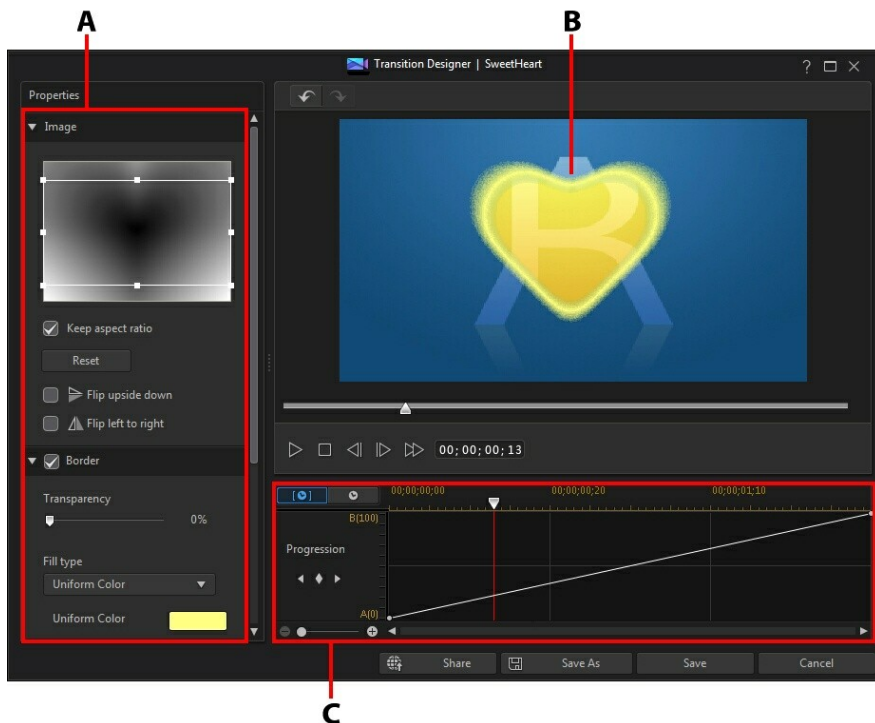 A
B
Transition Designer | SweetHeart
?
Properties
Image
Keep aspect ratio
Reset
Flip upside down
Flip left to right
Border
Transparency
0%
Fill type
Uniform Color
Uniform Color
A
B
00;00;00;13
00;00;00;00
00;00;00;20
00;00;01;10
B(100)
Progression
A(0)
Share
Save As
Save
Cancel
C